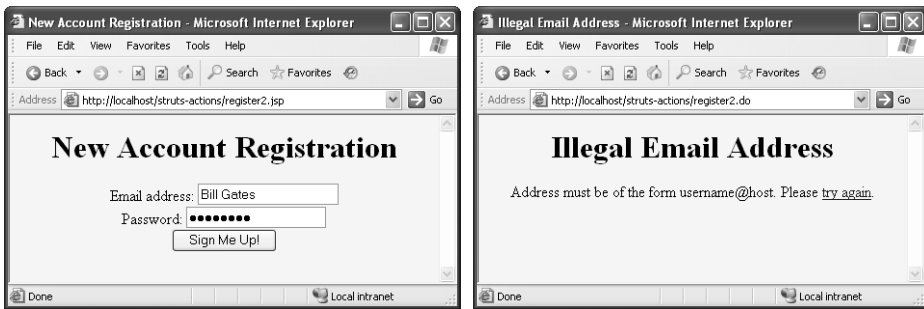 New Account Registration - Microsoft Internet Explorer
File Edit View Favorites Tools Help
Back Search Favorites
Address http://localhost/struts-actions/register2.jsp Go
New Account Registration
Email address: Bill Gates
Password: ●●●●●●●●
Sign Me Up!
Done Local intranet
Illegal Email Address - Microsoft Internet Explorer
File Edit View Favorites Tools Help
Back Search Favorites
Address http://localhost/struts-actions/register2.do Go
Illegal Email Address
Address must be of the form username@host. Please try again.
Done Local intranet